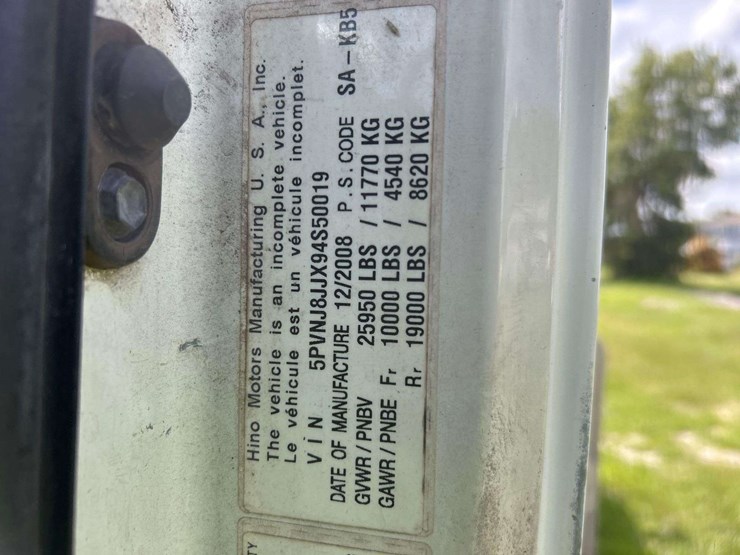 Hino Motors Manufacturing U. S. A., Inc.
The vehicle is an incomplete vehicle.
Le véhicule est un véhicule incomplet.
VIN 5PVNJ8JJX94S50019
DATE OF MANUFACTURE 12/2008 P.S.CODE SA-KB5
GVWR/PNBV 25950 LBS / 11770 KG
GAWR/PNBE Fr 10000 LBS / 4540 KG
Rr 19000 LBS / 8620 KG
TY